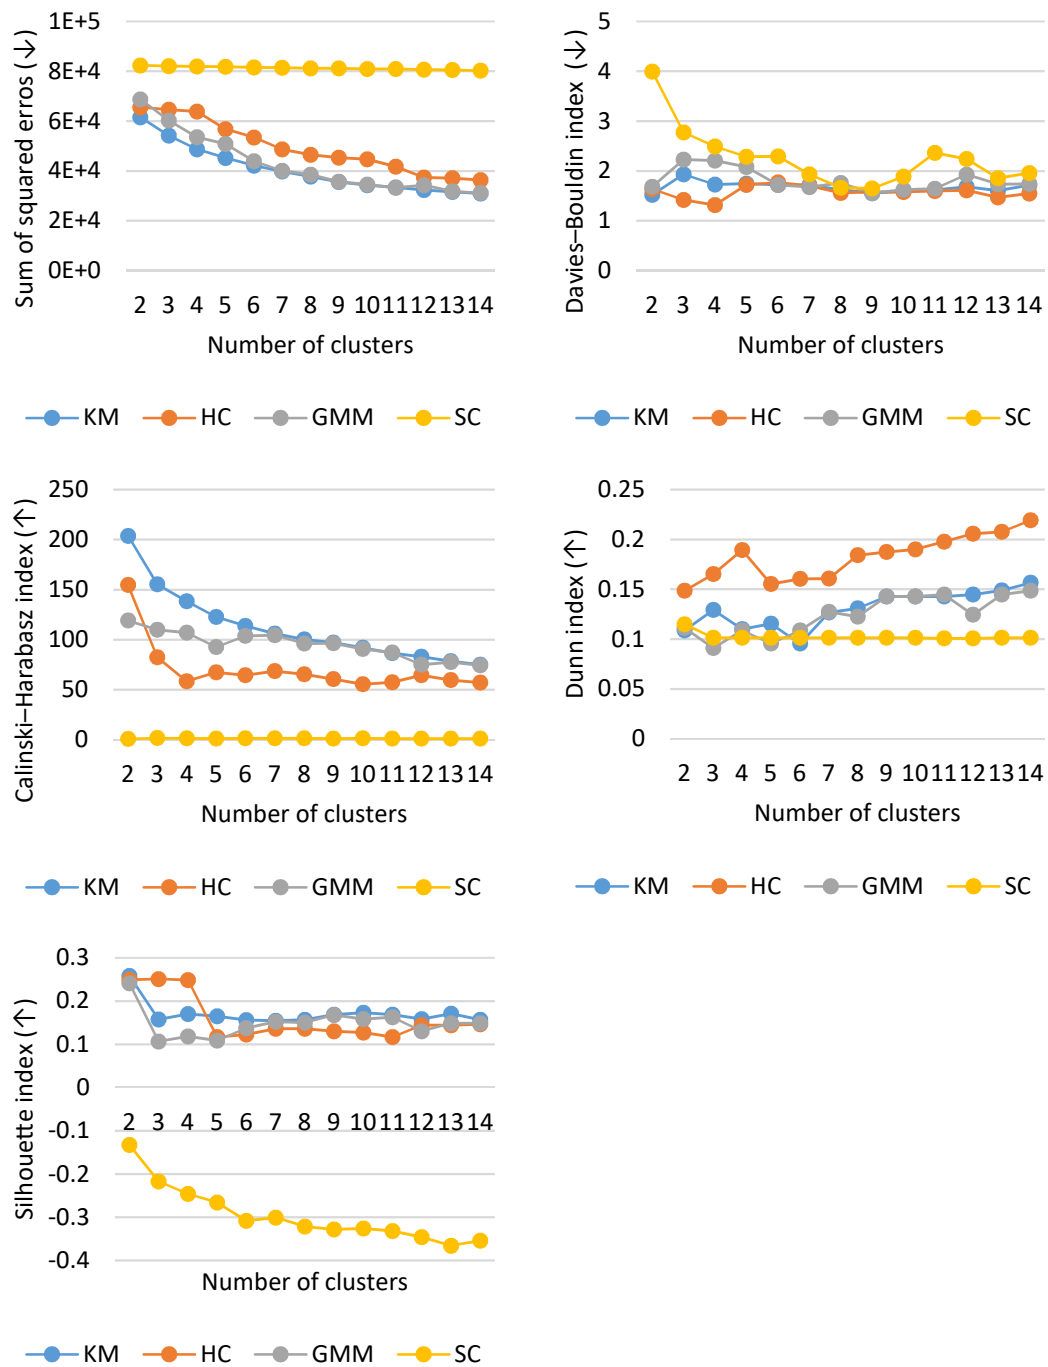 Sum of squared erros (↓)
1E+5
8E+4
6E+4
4E+4
2E+4
0E+0
2 3 4 5 6 7 8 9 10 11 12 13 14
Number of clusters
KM HC GMM SC
Davies–Bouldin index (↓)
5
4
3
2
1
0
2 3 4 5 6 7 8 9 10 11 12 13 14
Number of clusters
KM HC GMM SC
Calinski–Harabasz index (↑)
250
200
150
100
50
0
2 3 4 5 6 7 8 9 10 11 12 13 14
Number of clusters
KM HC GMM SC
Dunn index (↑)
0.25
0.2
0.15
0.1
0.05
0
2 3 4 5 6 7 8 9 10 11 12 13 14
Number of clusters
KM HC GMM SC
Silhouette index (↑)
0.3
0.2
0.1
0
2 3 4 5 6 7 8 9 10 11 12 13 14
-0.1
-0.2
-0.3
-0.4
Number of clusters
KM HC GMM SC